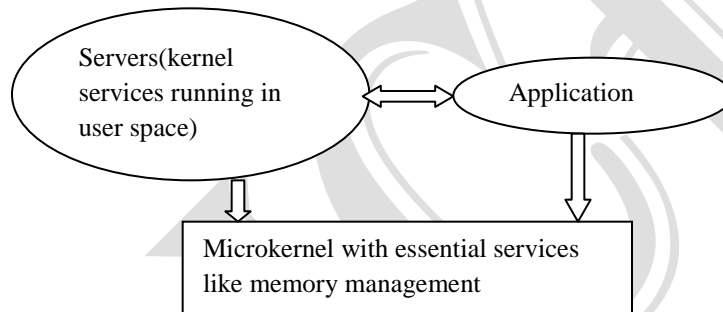 Servers(kernel
services running in
user space)
Application
Microkernel with essential services
like memory management